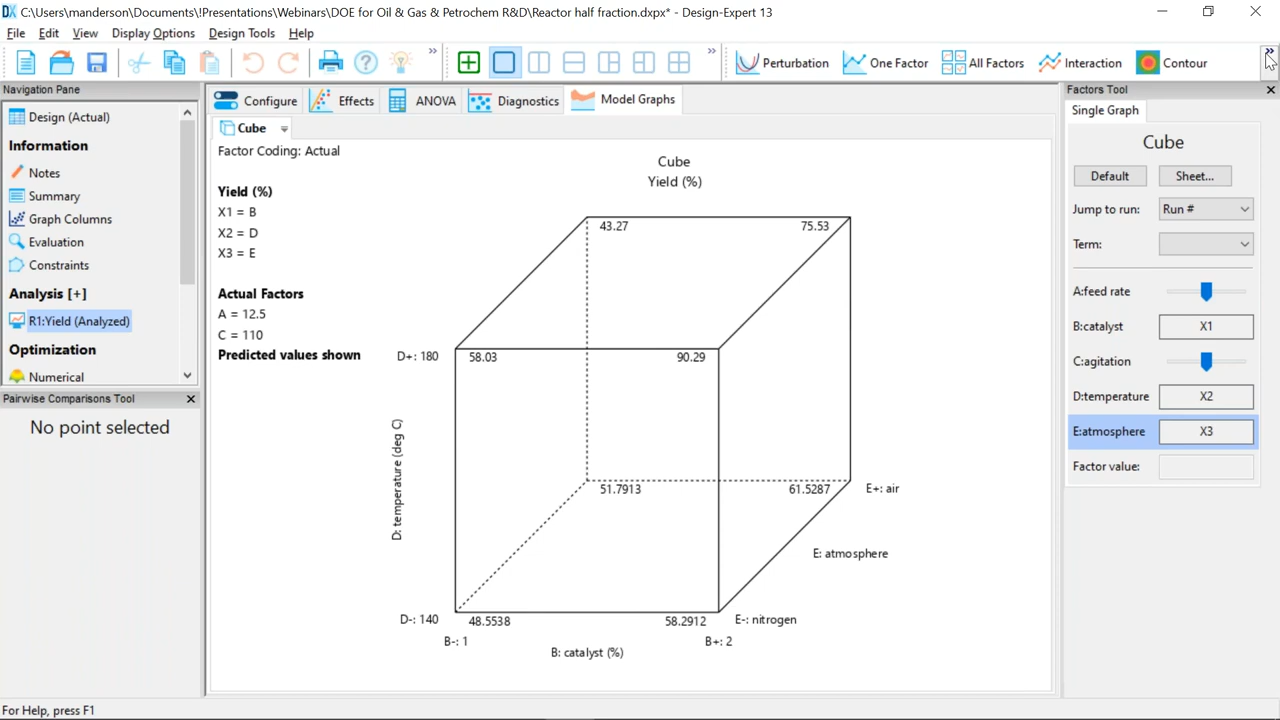 DX C:\Users\manderson\Documents\!Presentations\Webinars\DOE for Oil & Gas & Petrochem R&D\Reactor half fraction.dxpx* - Design-Expert 13
File Edit View Display Options Design Tools Help
Perturbation One Factor All Factors Interaction Contour
Navigation Pane
Design (Actual)
Information
Notes
Summary
Graph Columns
Evaluation
Constraints
Analysis [+]
R1:Yield (Analyzed)
Optimization
Numerical
Pairwise Comparisons Tool
No point selected
Configure Effects ANOVA Diagnostics Model Graphs
Cube
Factor Coding: Actual
Yield (%)
X1 = B
X2 = D
X3 = E
Actual Factors
A = 12.5
C = 110
Predicted values shown
Cube
Yield (%)
43.27 75.53
D+: 180 58.03 90.29
D: temperature (deg C)
51.7913 61.5287 E+: air
E: atmosphere
D-: 140 48.5538 58.2912 E-: nitrogen
B-: 1 B+: 2
B: catalyst (%)
Factors Tool
Single Graph
Cube
Default Sheet...
Jump to run: Run #
Term:
A:feed rate
B:catalyst X1
C:agitation
D:temperature X2
E:atmosphere X3
Factor value:
For Help, press F1